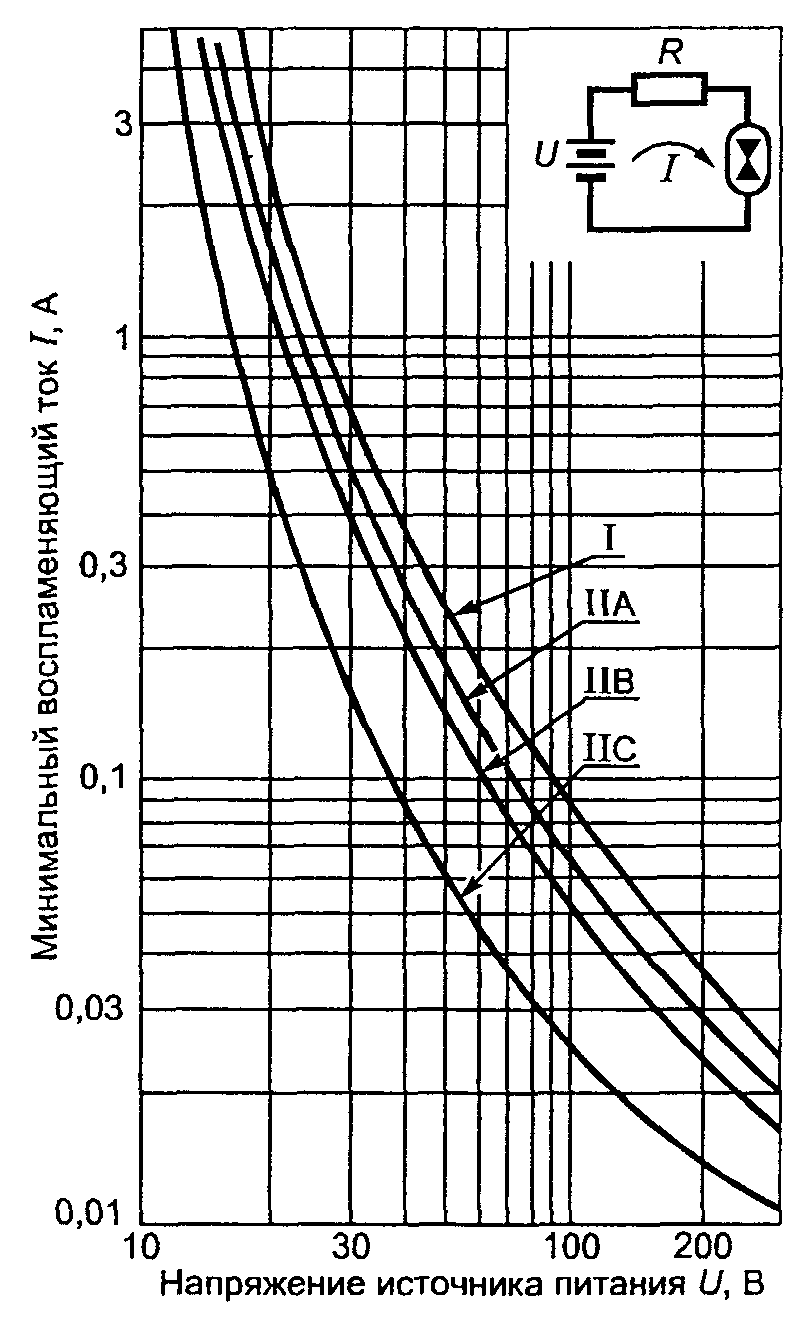 R
U
I
3
1
0,3
0,1
0,03
0,01
I
IIA
IIB
IIC
10
30
100
200
Минимальный воспламеняющий ток I, А
Напряжение источника питания U, В